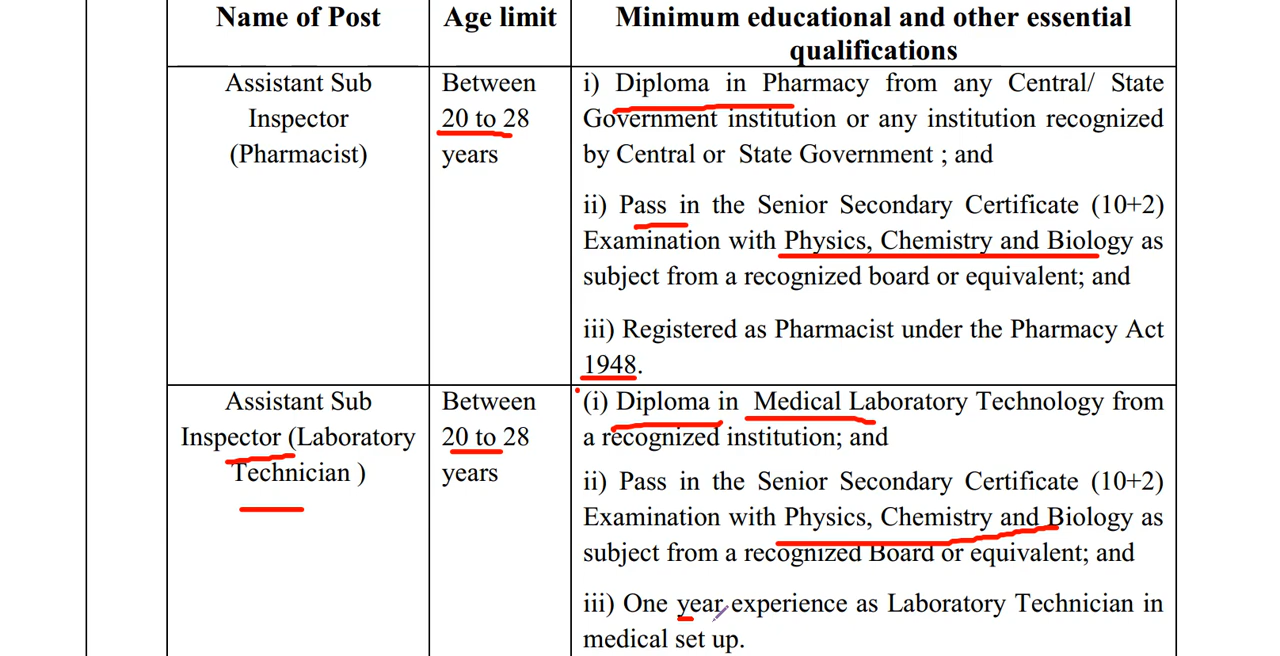 Name of Post
Age limit
Minimum educational and other essential
qualifications
Assistant Sub
Inspector
(Pharmacist)
Between
20 to 28
years
i) Diploma in Pharmacy from any Central/ State
Government institution or any institution recognized
by Central or State Government ; and
ii) Pass in the Senior Secondary Certificate (10+2)
Examination with Physics, Chemistry and Biology as
subject from a recognized board or equivalent; and
iii) Registered as Pharmacist under the Pharmacy Act
1948.
Assistant Sub
Inspector (Laboratory
Technician )
Between
20 to 28
years
(i) Diploma in Medical Laboratory Technology from
a recognized institution; and
ii) Pass in the Senior Secondary Certificate (10+2)
Examination with Physics, Chemistry and Biology as
subject from a recognized Board or equivalent; and
iii) One year experience as Laboratory Technician in
medical set up.